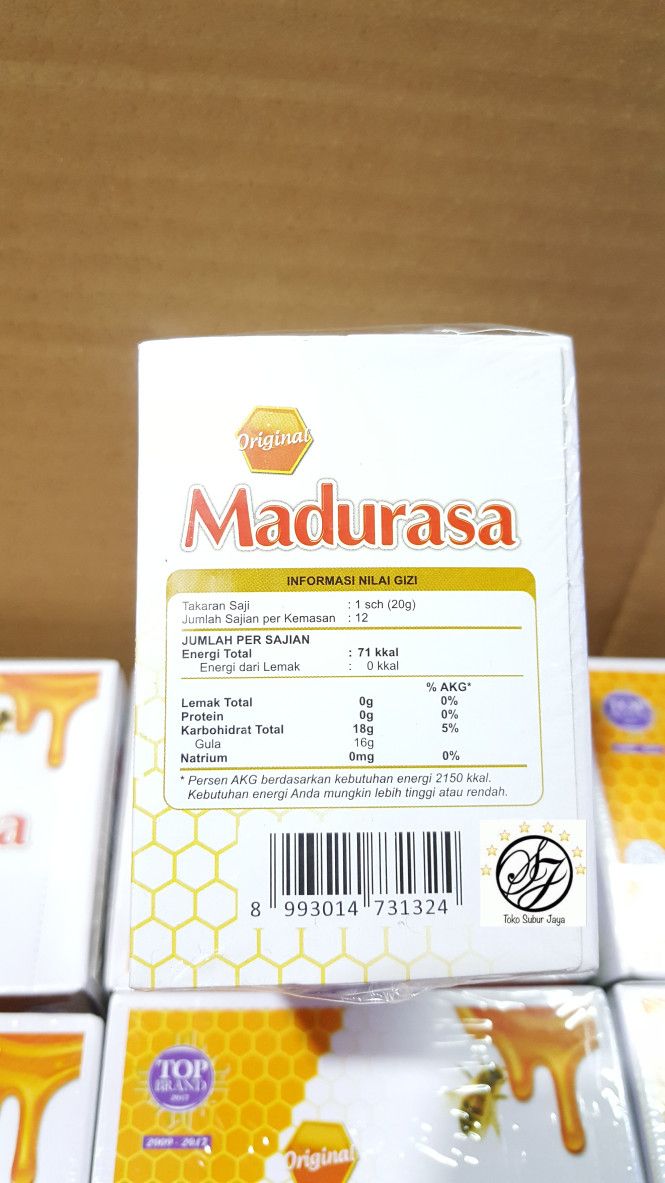 Original
Madurasa
INFORMASI NILAI GIZI
Takaran Saji : 1 sch (20g)
Jumlah Sajian per Kemasan : 12
JUMLAH PER SAJIAN
Energi Total : 71 kkal
Energi dari Lemak : 0 kkal
% AKG*
Lemak Total 0g 0%
Protein 0g 0%
Karbohidrat Total 18g 5%
Gula 16g
Natrium 0mg 0%
* Persen AKG berdasarkan kebutuhan energi 2150 kkal.
Kebutuhan energi Anda mungkin lebih tinggi atau rendah.
8 993014 731324
SJ
Toko Subur Jaya
a
TOP
BRAND
2017
2009 - 2017
Original